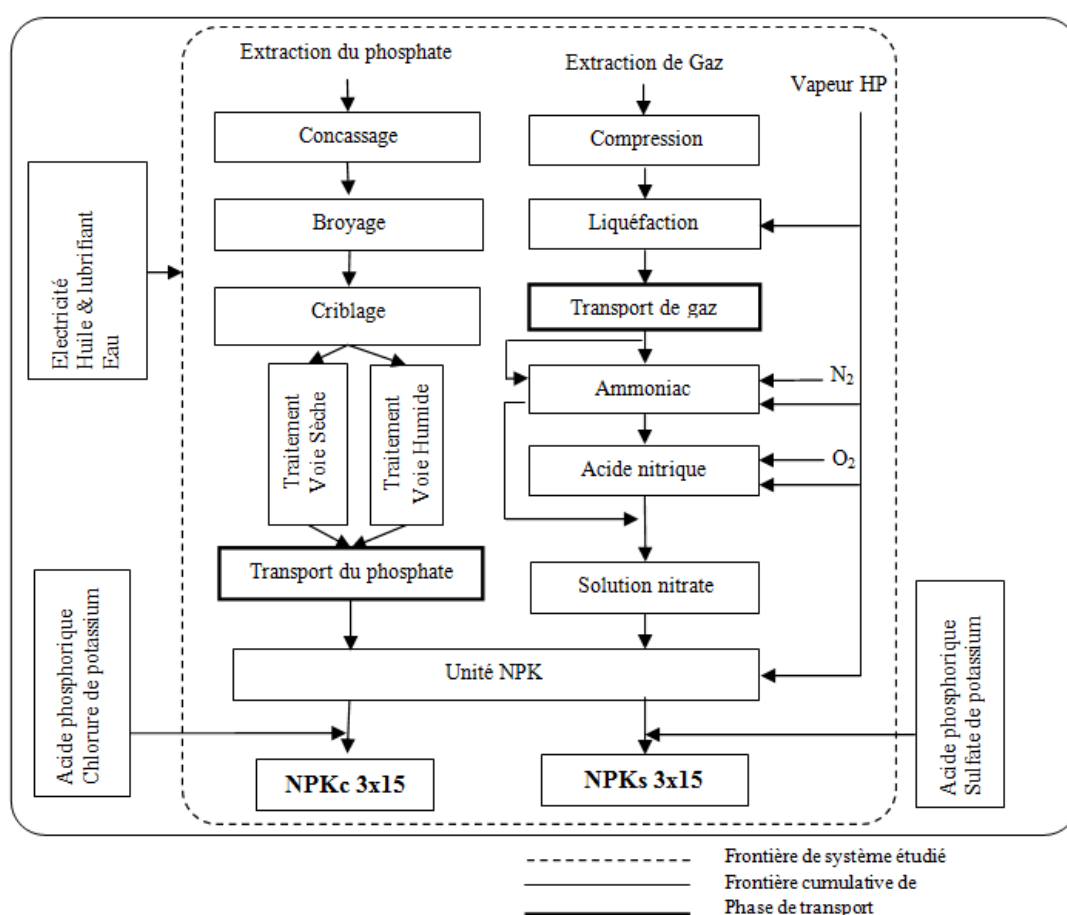 Extraction du phosphate
Extraction de Gaz
Vapeur HP
Concassage
Compression
Broyage
Liquéfaction
Electricité
Huile & lubrifiant
Eau
Criblage
Transport de gaz
Traitement
Voie Sèche
Traitement
Voie Humide
Ammoniac
N2
Acide nitrique
O2
Transport du phosphate
Solution nitrate
Unité NPK
Acide phosphorique
Chlorure de potassium
Acide phosphorique
Sulfate de potassium
NPKc 3x15
NPKs 3x15
Frontière de système étudié
Frontière cumulative de
Phase de transport